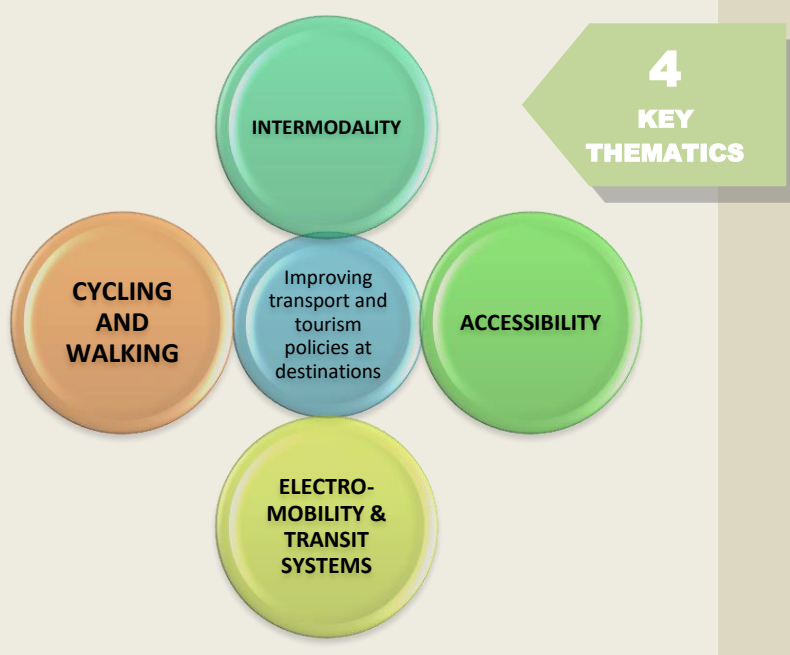 4
KEY
THEMATICS
INTERMODALITY
CYCLING
AND
WALKING
Improving
transport and
tourism
policies at
destinations
ACCESSIBILITY
ELECTRO-
MOBILITY &
TRANSIT
SYSTEMS